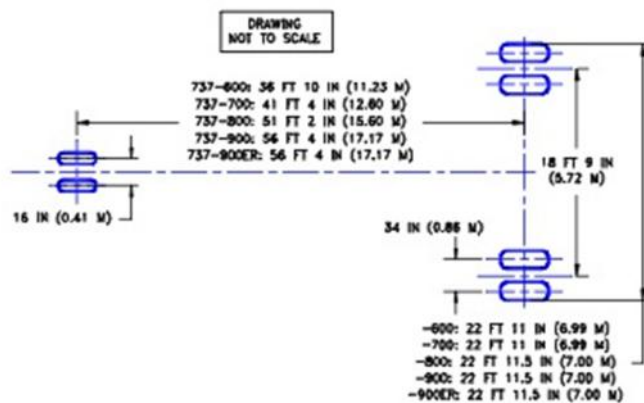 DRAWING
NOT TO SCALE
737-600: 36 FT 10 IN (11.23 M)
737-700: 41 FT 4 IN (12.60 M)
737-800: 51 FT 2 IN (15.60 M)
737-900: 56 FT 4 IN (17.17 M)
737-900ER: 56 FT 4 IN (17.17 M)
18 FT 9 IN
(5.72 M)
16 IN (0.41 M)
34 IN (0.86 M)
-600: 22 FT 11 IN (6.99 M)
-700: 22 FT 11 IN (6.99 M)
-800: 22 FT 11.5 IN (7.00 M)
-900: 22 FT 11.5 IN (7.00 M)
-900ER: 22 FT 11.5 IN (7.00 M)